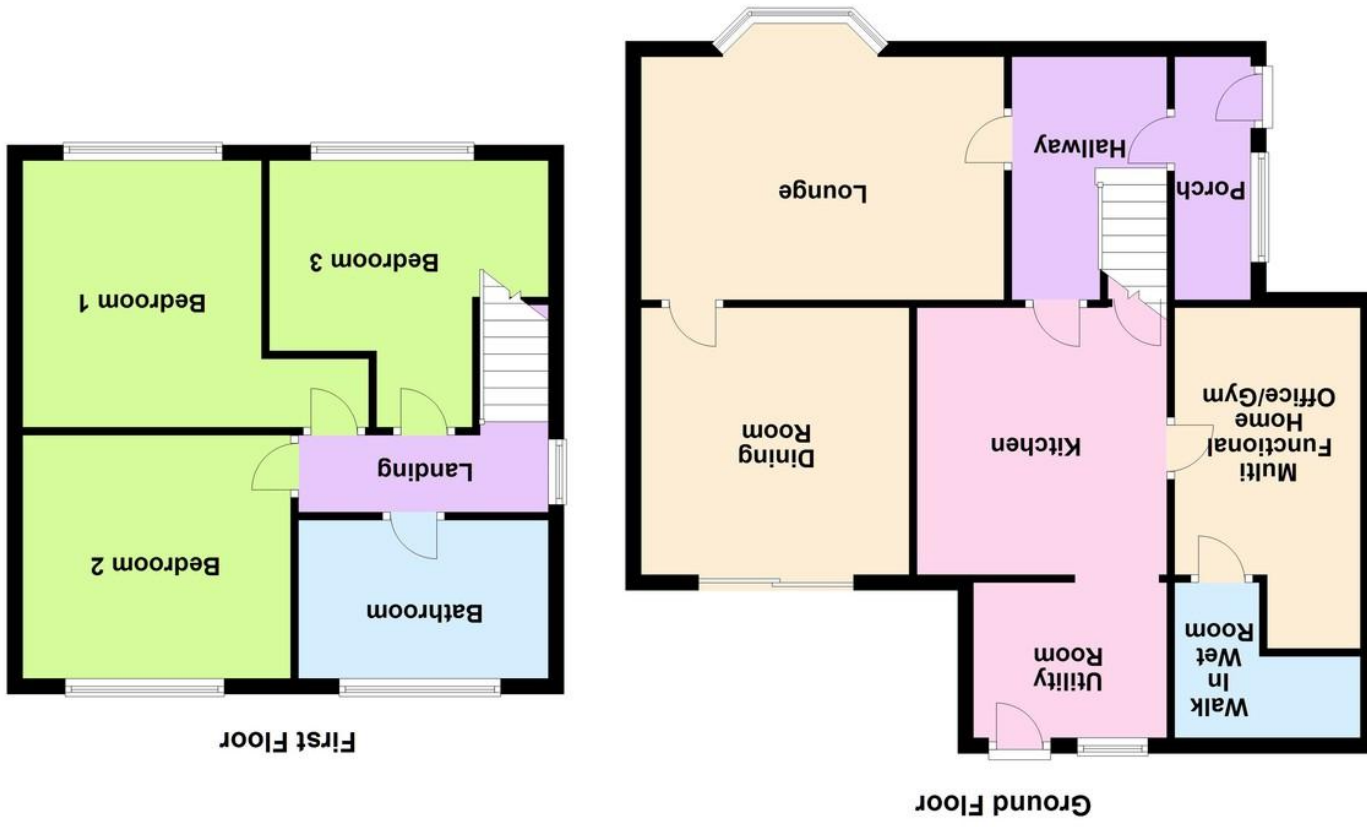 Ground Floor
Walk
In
Wet
Room
Utility
Room
Multi
Functional
Home
Office/Gym
Kitchen
Dining
Room
Porch
Hallway
Lounge
First Floor
Bathroom
Bedroom 2
Landing
Bedroom 3
Bedroom 1